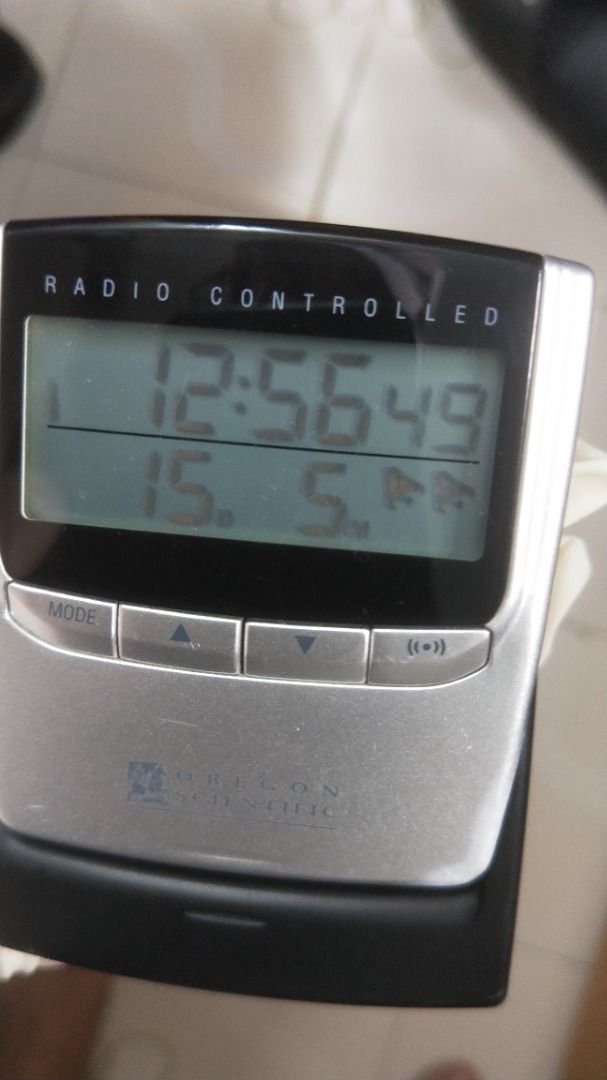 RADIO CONTROLLED
12:56 49
15.D 5.M
MODE ▲ ▼ ((•))
OREGON
SCIENTIFIC